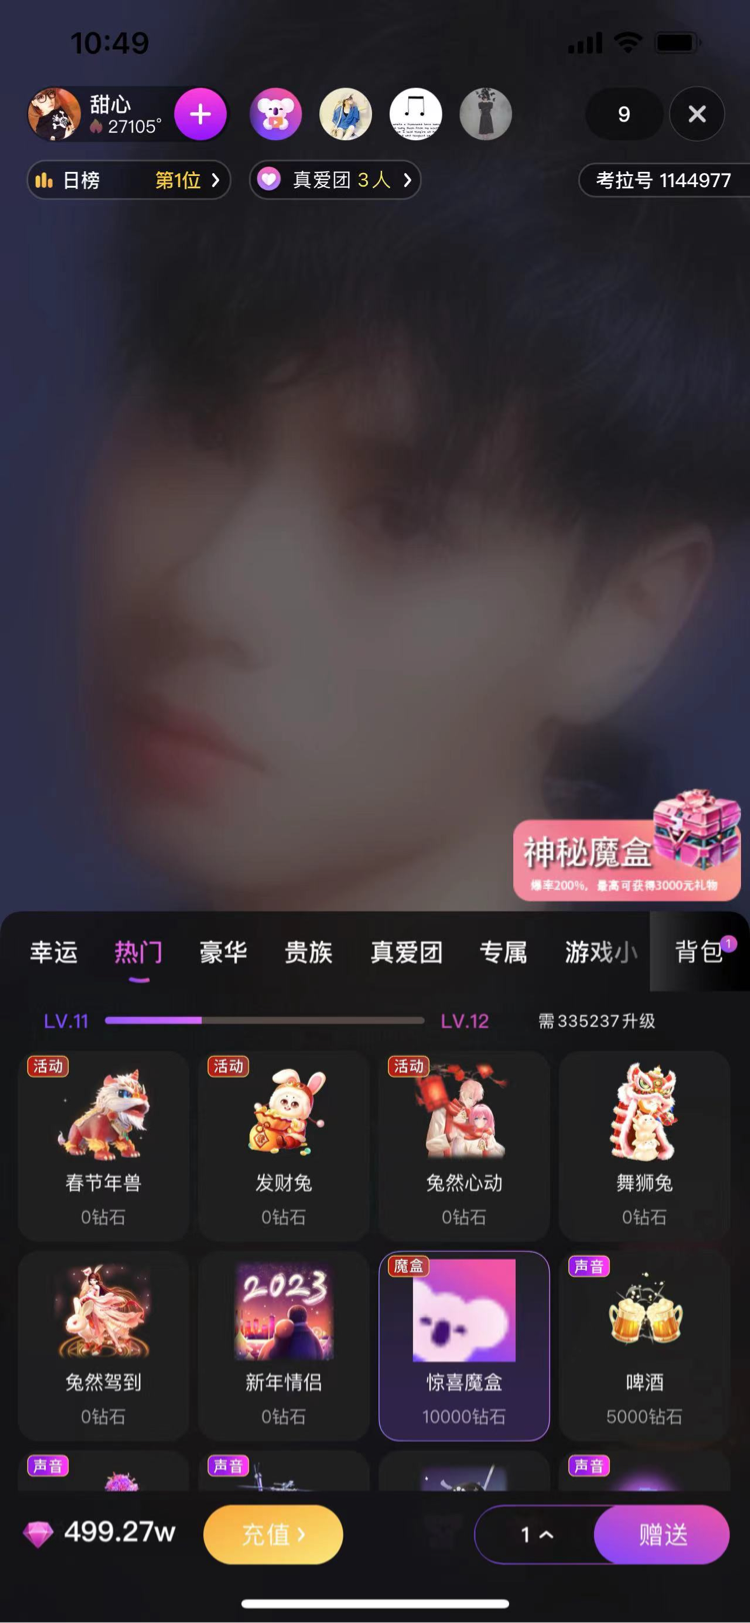 10:49
甜心
27105°
9
日榜 第1位
真爱团 3人
考拉号 1144977
神秘魔盒
爆率200%，最高可获得3000元礼物
幸运 热门 豪华 贵族 真爱团 专属 游戏小 背包 1
LV.11 LV.12 需335237升级
活动 活动 活动
春节年兽 发财兔 兔然心动 舞狮兔
0钻石 0钻石 0钻石 0钻石
魔盒 声音
2023
兔然驾到 新年情侣 惊喜魔盒 啤酒
0钻石 0钻石 10000钻石 5000钻石
声音 声音 声音
499.27w 充值 1 赠送